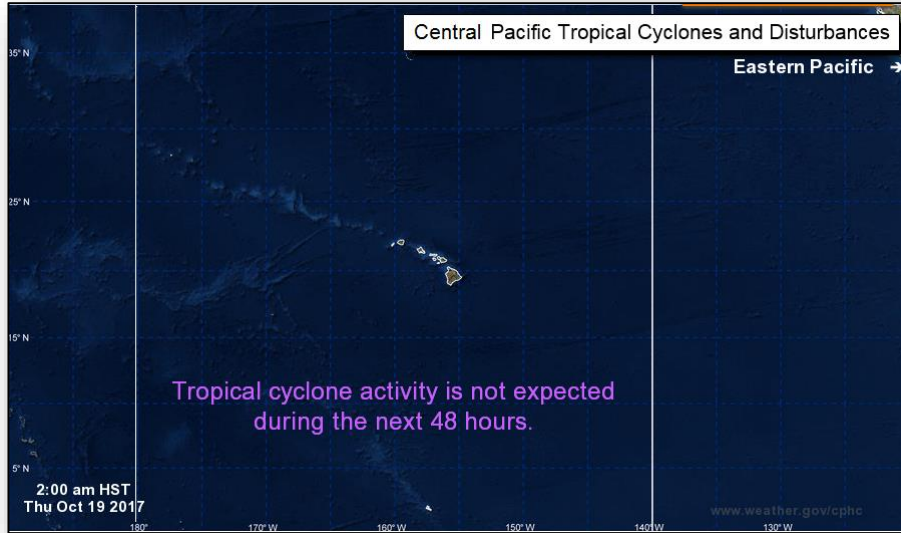 Central Pacific Tropical Cyclones and Disturbances
35° N
Eastern Pacific →
25° N
15° N
Tropical cyclone activity is not expected
during the next 48 hours.
5° N
2:00 am HST
Thu Oct 19 2017
www.weather.gov/cphc
180°
170° W
160° W
150° W
140° W
130° W